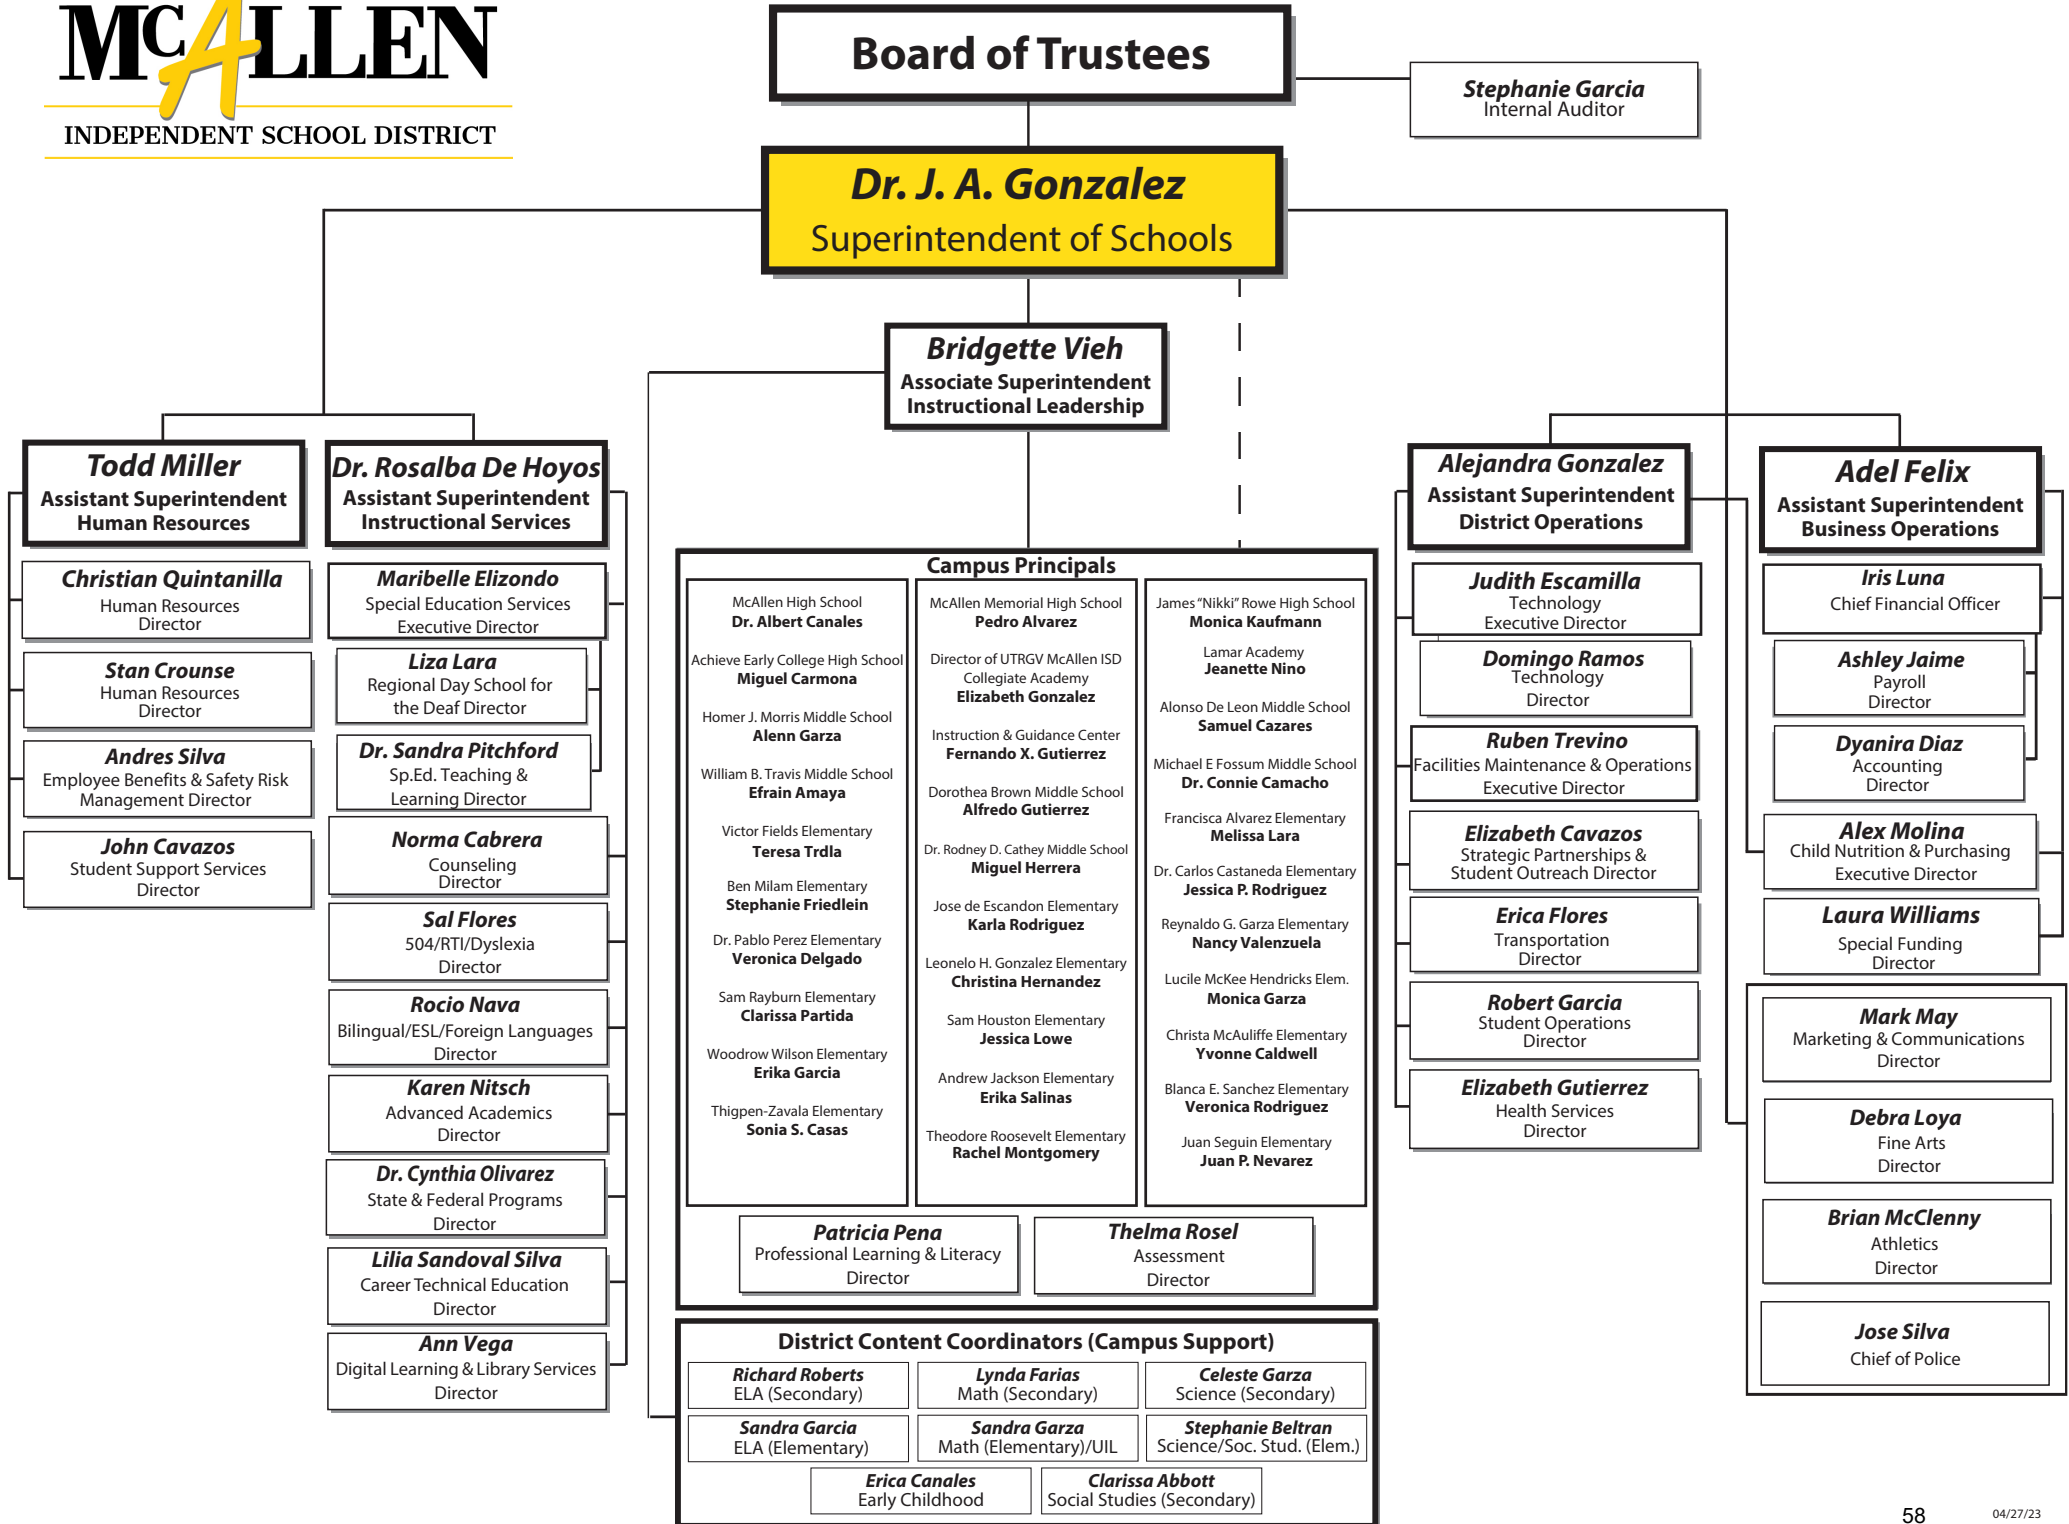 McALLEN
INDEPENDENT SCHOOL DISTRICT
Board of Trustees
Stephanie Garcia
Internal Auditor
Dr. J. A. Gonzalez
Superintendent of Schools
Bridgette Vieh
Associate Superintendent
Instructional Leadership
Todd Miller
Assistant Superintendent
Human Resources
Christian Quintanilla
Human Resources
Director
Stan Crounse
Human Resources
Director
Andres Silva
Employee Benefits & Safety Risk
Management Director
John Cavazos
Student Support Services
Director
Dr. Rosalba De Hoyos
Assistant Superintendent
Instructional Services
Maribelle Elizondo
Special Education Services
Executive Director
Liza Lara
Regional Day School for
the Deaf Director
Dr. Sandra Pitchford
Sp.Ed. Teaching &
Learning Director
Norma Cabrera
Counseling
Director
Sal Flores
504/RTI/Dyslexia
Director
Rocio Nava
Bilingual/ESL/Foreign Languages
Director
Karen Nitsch
Advanced Academics
Director
Dr. Cynthia Olivarez
State & Federal Programs
Director
Lilia Sandoval Silva
Career Technical Education
Director
Ann Vega
Digital Learning & Library Services
Director
Campus Principals
McAllen High School
Dr. Albert Canales
Achieve Early College High School
Miguel Carmona
Homer J. Morris Middle School
Alenn Garza
William B. Travis Middle School
Efrain Amaya
Victor Fields Elementary
Teresa Trdla
Ben Milam Elementary
Stephanie Friedlein
Dr. Pablo Perez Elementary
Veronica Delgado
Sam Rayburn Elementary
Clarissa Partida
Woodrow Wilson Elementary
Erika Garcia
Thigpen-Zavala Elementary
Sonia S. Casas
McAllen Memorial High School
Pedro Alvarez
Director of UTRGV McAllen ISD
Collegiate Academy
Elizabeth Gonzalez
Instruction & Guidance Center
Fernando X. Gutierrez
Dorothea Brown Middle School
Alfredo Gutierrez
Dr. Rodney D. Cathey Middle School
Miguel Herrera
Jose de Escandon Elementary
Karla Rodriguez
Leonelo H. Gonzalez Elementary
Christina Hernandez
Sam Houston Elementary
Jessica Lowe
Andrew Jackson Elementary
Erika Salinas
Theodore Roosevelt Elementary
Rachel Montgomery
James “Nikki” Rowe High School
Monica Kaufmann
Lamar Academy
Jeanette Nino
Alonso De Leon Middle School
Samuel Cazares
Michael E Fossum Middle School
Dr. Connie Camacho
Francisca Alvarez Elementary
Melissa Lara
Dr. Carlos Castaneda Elementary
Jessica P. Rodriguez
Reynaldo G. Garza Elementary
Nancy Valenzuela
Lucile McKee Hendricks Elem.
Monica Garza
Christa McAuliffe Elementary
Yvonne Caldwell
Blanca E. Sanchez Elementary
Veronica Rodriguez
Juan Seguin Elementary
Juan P. Nevarez
Patricia Pena
Professional Learning & Literacy
Director
Thelma Rosel
Assessment
Director
District Content Coordinators (Campus Support)
Richard Roberts
ELA (Secondary)
Lynda Farias
Math (Secondary)
Celeste Garza
Science (Secondary)
Sandra Garcia
ELA (Elementary)
Sandra Garza
Math (Elementary)/UIL
Stephanie Beltran
Science/Soc. Stud. (Elem.)
Erica Canales
Early Childhood
Clarissa Abbott
Social Studies (Secondary)
Alejandra Gonzalez
Assistant Superintendent
District Operations
Judith Escamilla
Technology
Executive Director
Domingo Ramos
Technology
Director
Ruben Trevino
Facilities Maintenance & Operations
Executive Director
Elizabeth Cavazos
Strategic Partnerships &
Student Outreach Director
Erica Flores
Transportation
Director
Robert Garcia
Student Operations
Director
Elizabeth Gutierrez
Health Services
Director
Adel Felix
Assistant Superintendent
Business Operations
Iris Luna
Chief Financial Officer
Ashley Jaime
Payroll
Director
Dyanira Diaz
Accounting
Director
Alex Molina
Child Nutrition & Purchasing
Executive Director
Laura Williams
Special Funding
Director
Mark May
Marketing & Communications
Director
Debra Loya
Fine Arts
Director
Brian McClenny
Athletics
Director
Jose Silva
Chief of Police
58
04/27/23